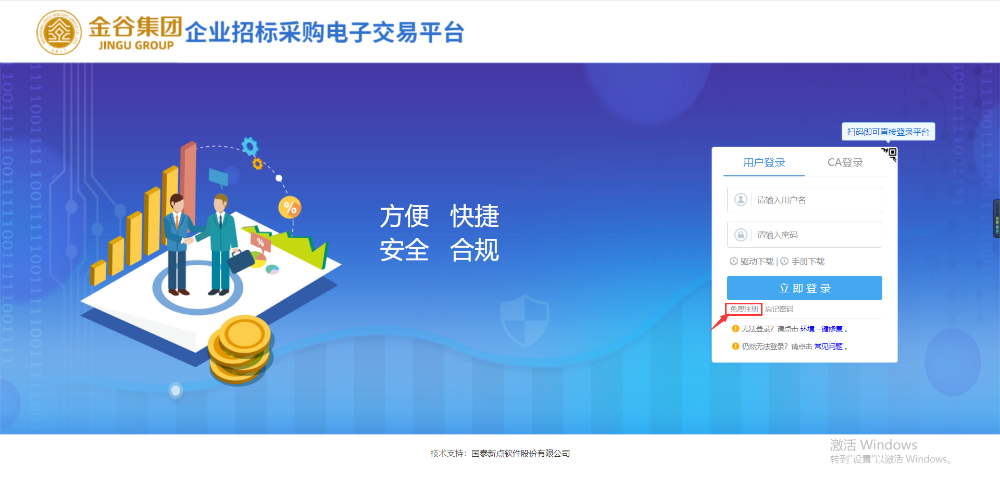 金谷集团
JINGU GROUP
2017
企业招标采购电子交易平台
方便 快捷
安全 合规
%
%
扫码即可直接登录平台
用户登录 CA登录
请输入用户名
请输入密码
驱动下载 | 手册下载
立即登录
免费注册 忘记密码
无法登录？请点击 环境一键修复 。
仍然无法登录？请点击 常见问题 。
技术支持：国泰新点软件股份有限公司
激活 Windows
转到“设置”以激活 Windows。